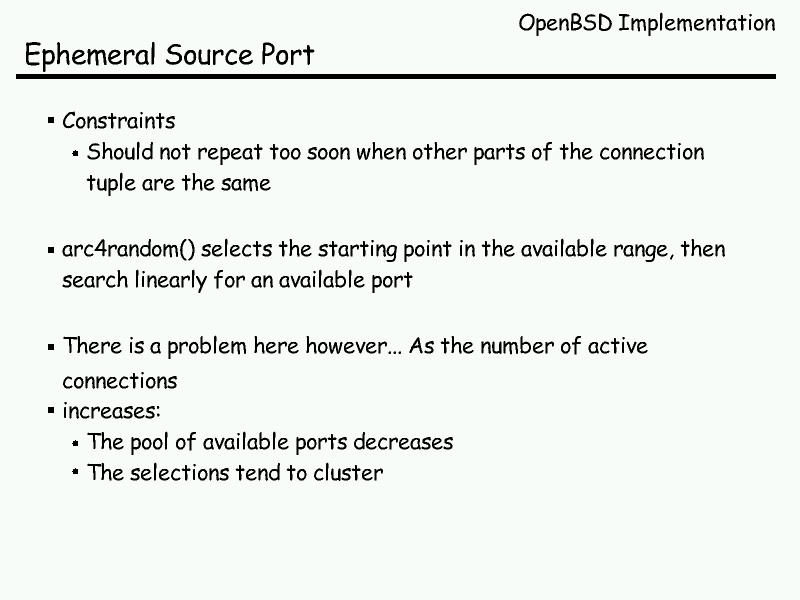 OpenBSD Implementation
Ephemeral Source Port
▪ Constraints
▪ Should not repeat too soon when other parts of the connection
tuple are the same
▪ arc4random() selects the starting point in the available range, then
search linearly for an available port
▪ There is a problem here however... As the number of active
connections
▪ increases:
▪ The pool of available ports decreases
▪ The selections tend to cluster